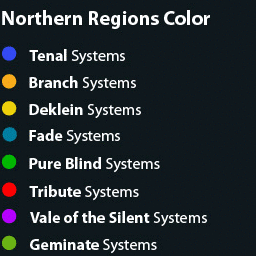 Northern Regions Color
Tenal Systems
Branch Systems
Deklein Systems
Fade Systems
Pure Blind Systems
Tribute Systems
Vale of the Silent Systems
Geminate Systems